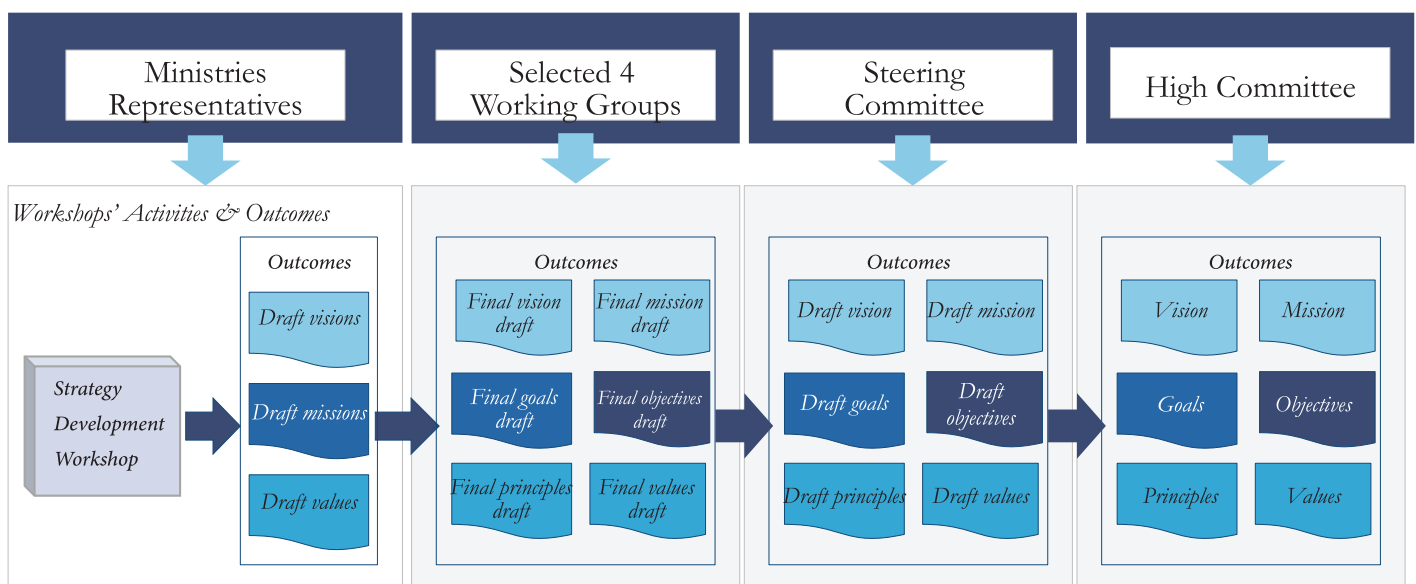 Ministries
Representatives
Selected 4
Working Groups
Steering
Committee
High Committee
Workshops’ Activities & Outcomes
Strategy
Development
Workshop
Outcomes
Draft visions
Draft missions
Draft values
Outcomes
Final vision
draft
Final mission
draft
Final goals
draft
Final objectives
draft
Final principles
draft
Final values
draft
Outcomes
Draft vision
Draft mission
Draft goals
Draft
objectives
Draft principles
Draft values
Outcomes
Vision
Mission
Goals
Objectives
Principles
Values